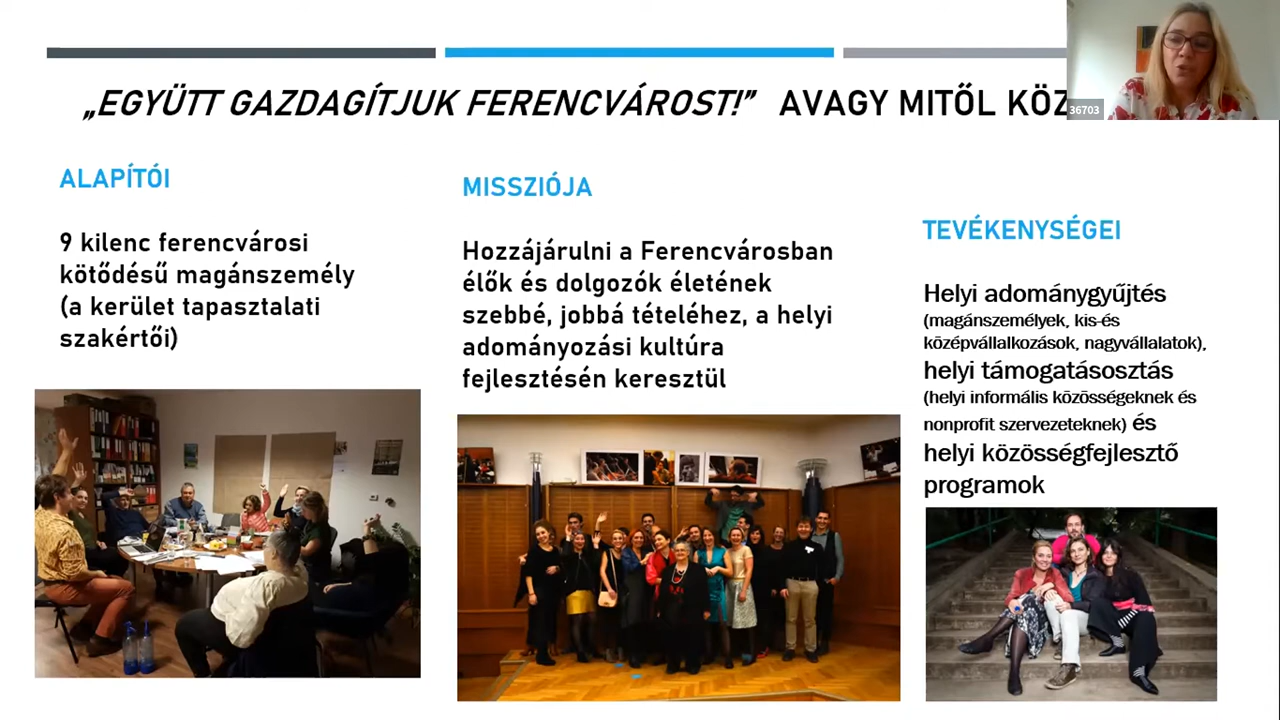 „EGYÜTT GAZDAGÍTJUK FERENCVÁROST!” AVAGY MITŐL KÖZ
36703
ALAPÍTÓI
9 kilenc ferencvárosi
kötődésű magánszemély
(a kerület tapasztalati
szakértői)
MISSZIÓJA
Hozzájárulni a Ferencvárosban
élők és dolgozók életének
szebbé, jobbá tételéhez, a helyi
adományozási kultúra
fejlesztésén keresztül
TEVÉKENYSÉGEI
Helyi adománygyűjtés
(magánszemélyek, kis-és
középvállalkozások, nagyvállalatok),
helyi támogatásosztás
(helyi informális közösségeknek és
nonprofit szervezeteknek) és
helyi közösségfejlesztő
programok